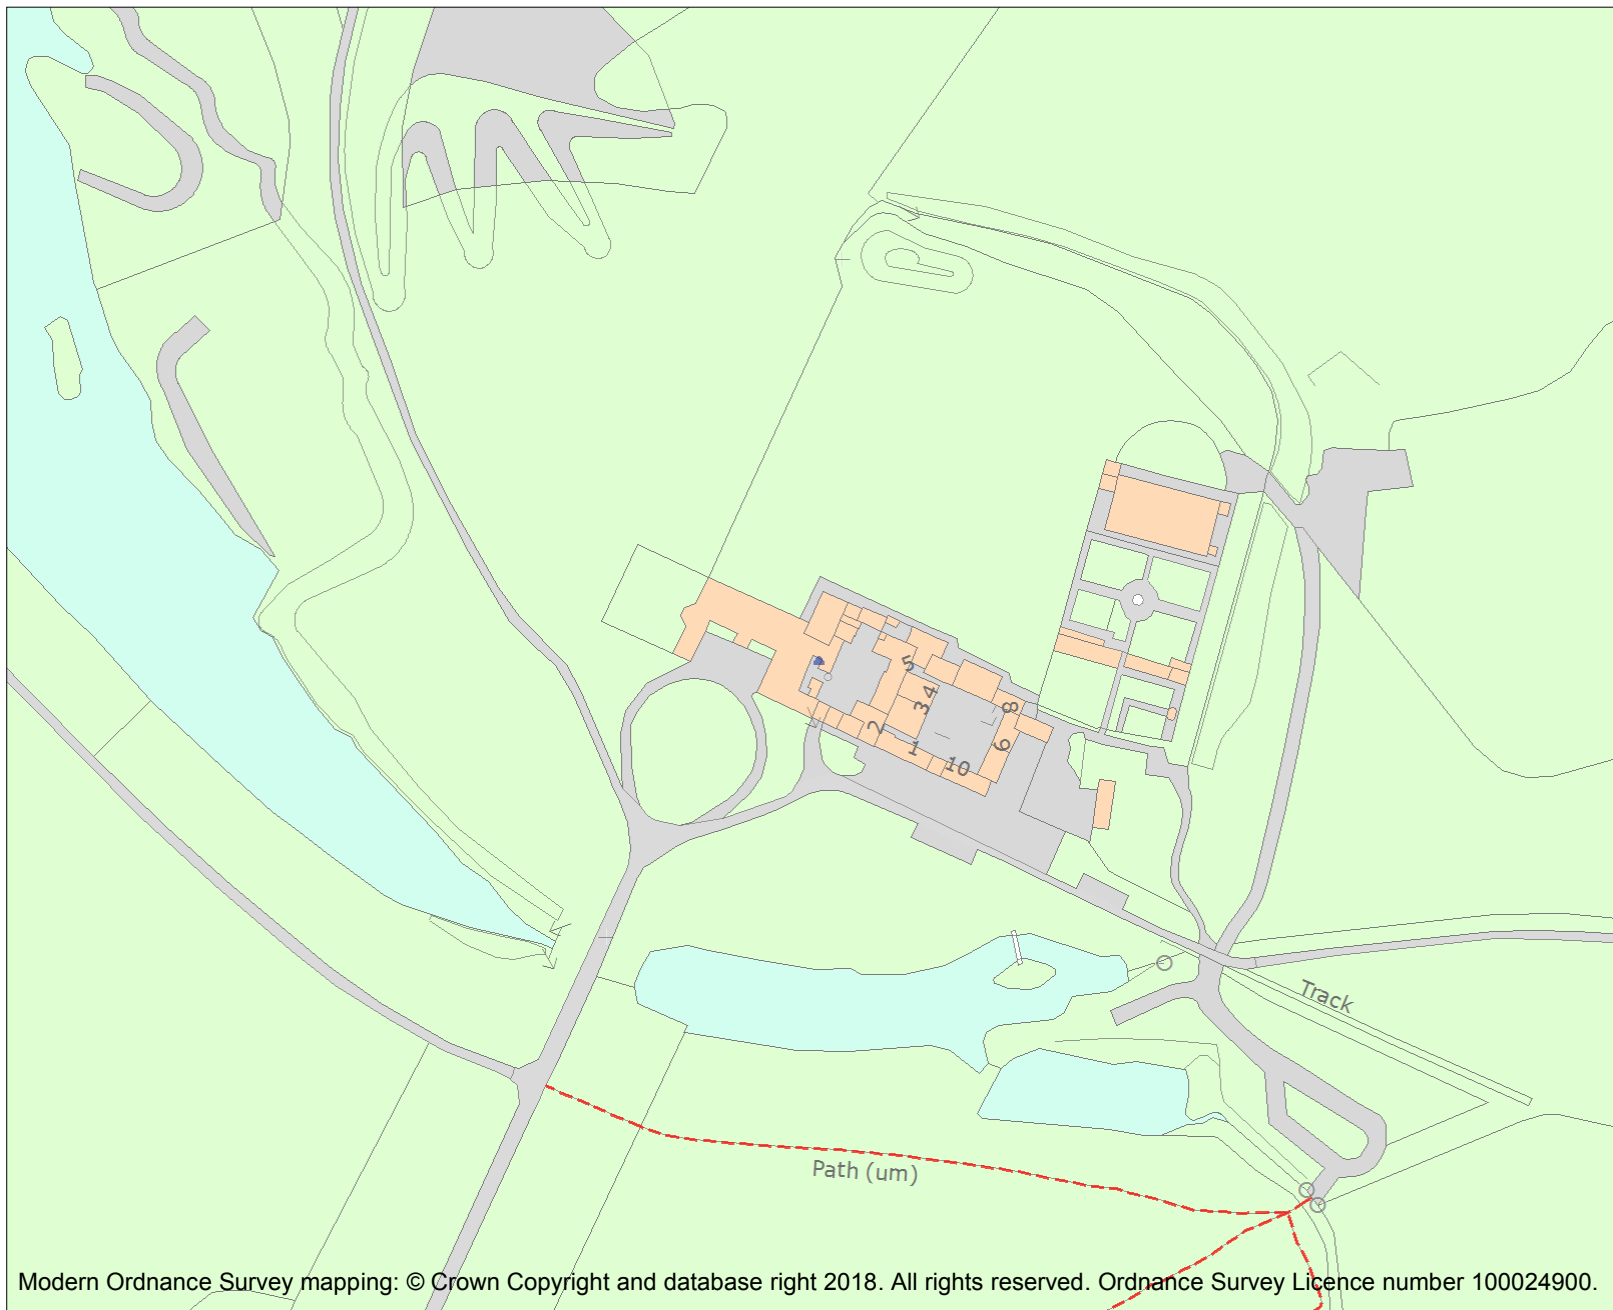 5
4
3
8
2
1
6
10
Track
Path (um)
Modern Ordnance Survey mapping: © Crown Copyright and database right 2018. All rights reserved. Ordnance Survey Licence number 100024900.